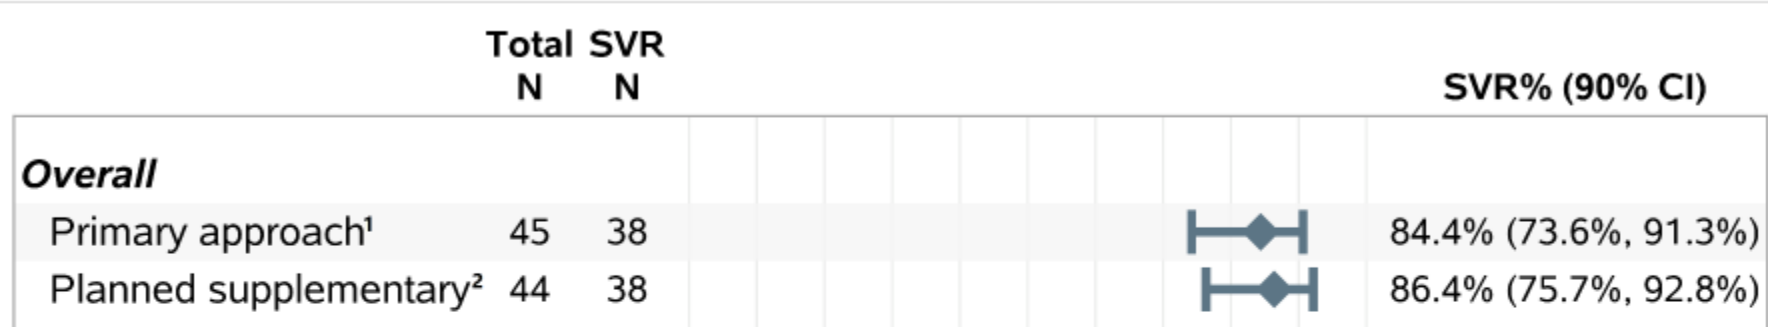 Total SVR
N N SVR% (90% CI)
Overall
Primary approach¹ 45 38 84.4% (73.6%, 91.3%)
Planned supplementary² 44 38 86.4% (75.7%, 92.8%)